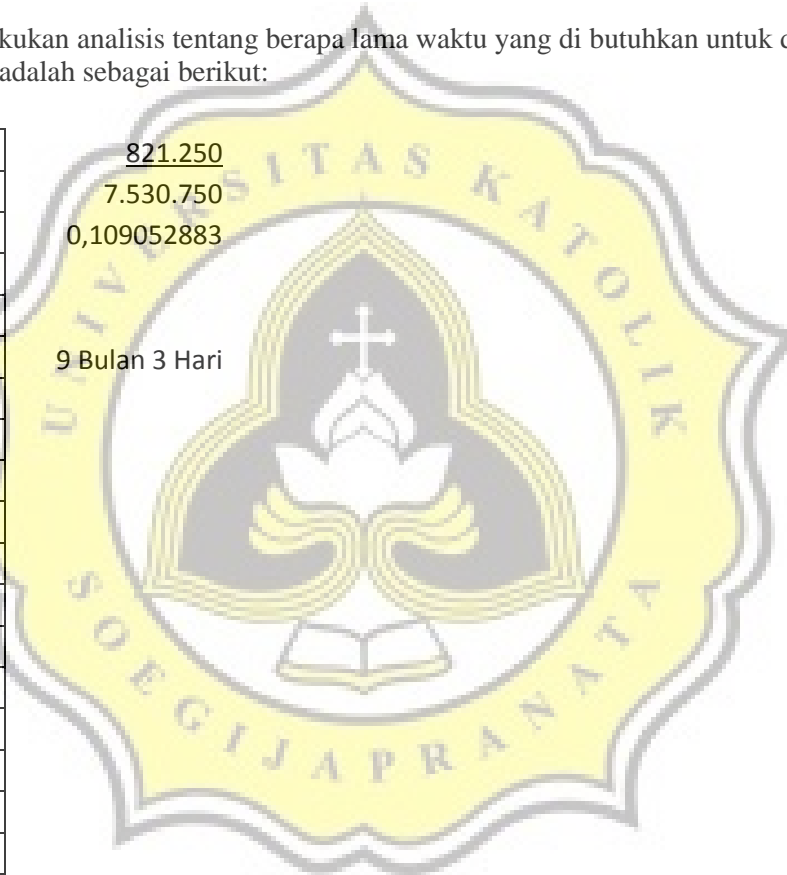 kukan analisis tentang berapa lama waktu yang di butuhkan untuk
adalah sebagai berikut:
821.250
7.530.750
0,109052883
9 Bulan 3 Hari
UNIVERSITAS KATOLIK
SOEGIJAPRANATA